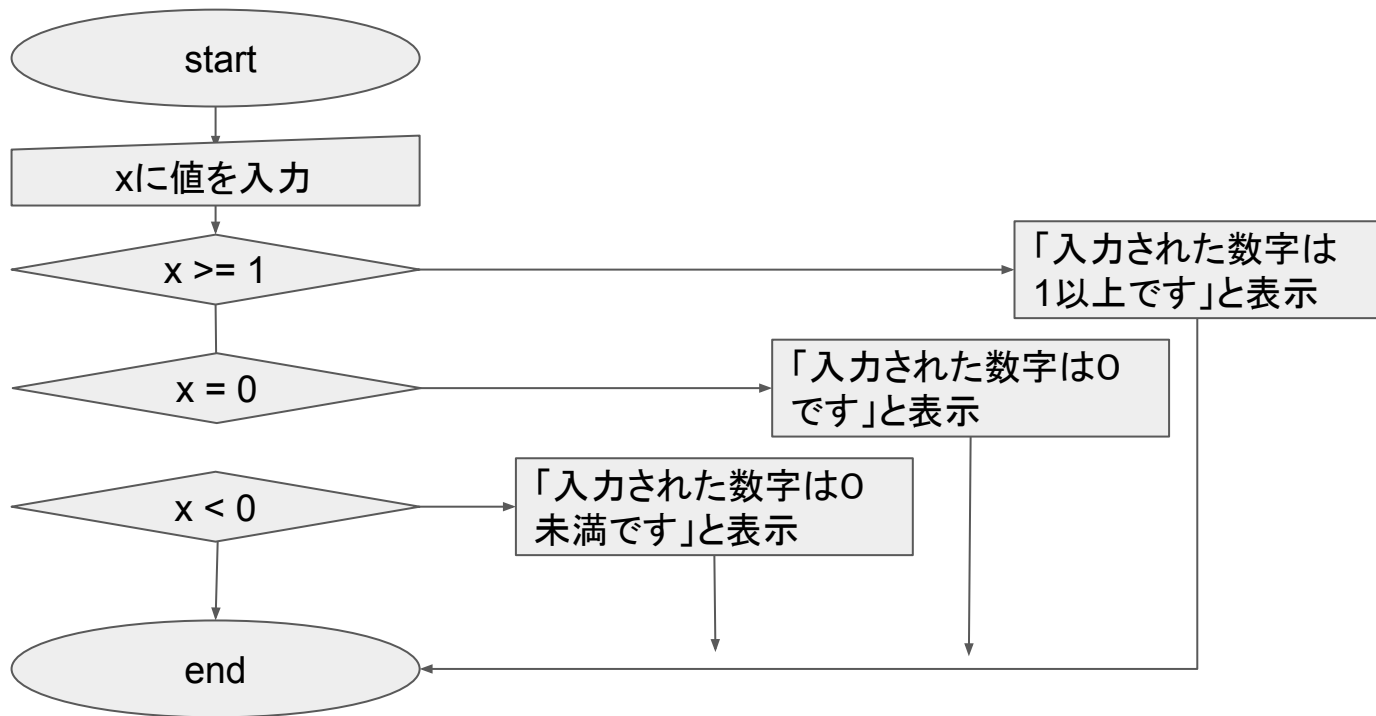 start
xに値を入力
x >= 1
「入力された数字は
1以上です」と表示
x = 0
「入力された数字は0
です」と表示
x < 0
「入力された数字は0
未満です」と表示
end